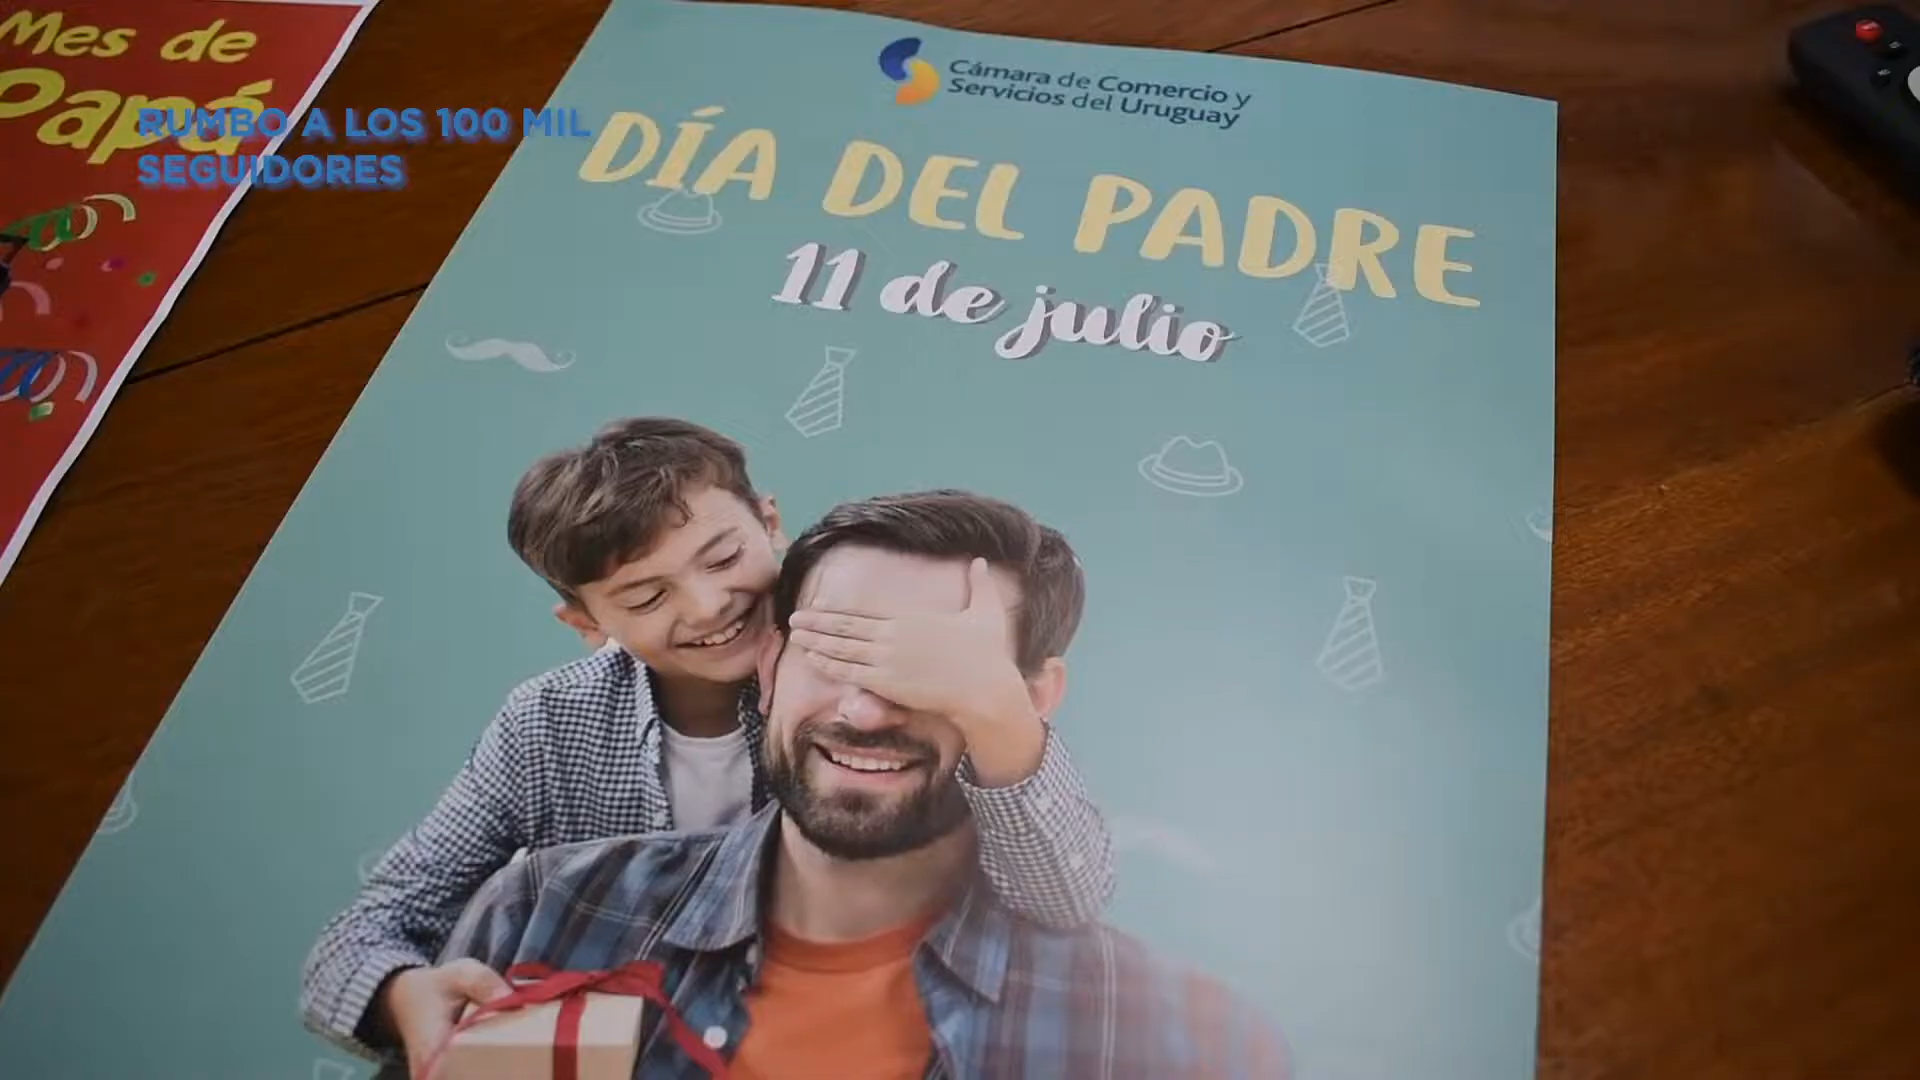 Mes de
Papá
RUMBO A LOS 100 MIL
SEGUIDORES
Cámara de Comercio y
Servicios del Uruguay
DÍA DEL PADRE
11 de julio